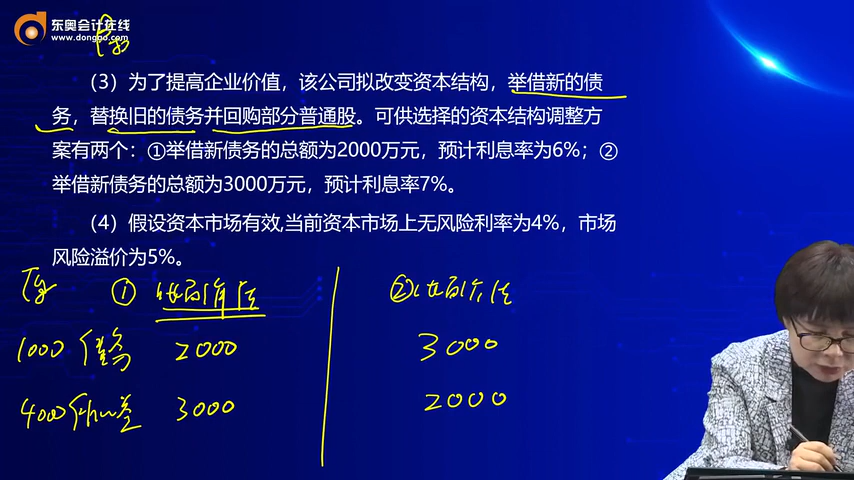 东奥会计在线
www.dongao.com
β资
(3)为了提高企业价值,该公司拟改变资本结构,举借新的债
务,替换旧的债务并回购部分普通股。可供选择的资本结构调整方
案有两个:①举借新债务的总额为2000万元,预计利息率为6%;②
举借新债务的总额为3000万元,预计利息率7%。
(4)假设资本市场有效,当前资本市场上无风险利率为4%,市场
风险溢价为5%。
① ②
1000 债务 2000 3000
4000 权益 3000 2000